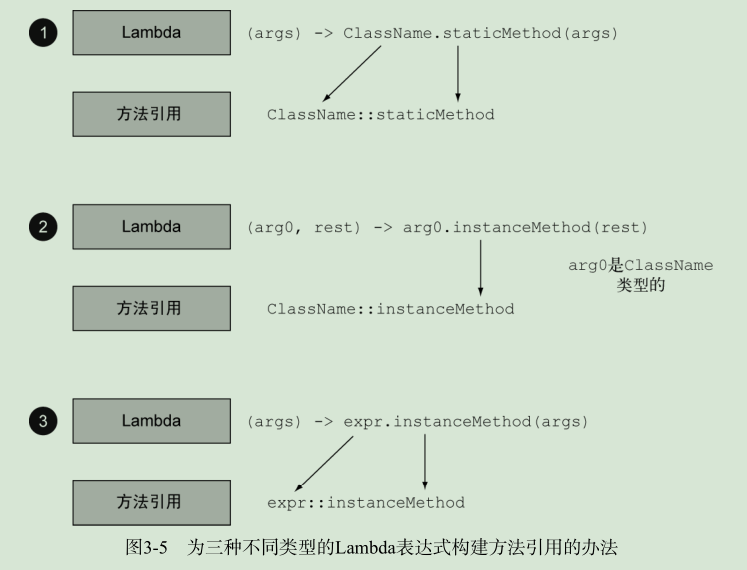 1 Lambda (args) -> ClassName.staticMethod(args)
方法引用 ClassName::staticMethod
2 Lambda (arg0, rest) -> arg0.instanceMethod(rest)
arg0是ClassName
类型的
方法引用 ClassName::instanceMethod
3 Lambda (args) -> expr.instanceMethod(args)
方法引用 expr::instanceMethod
图3-5 为三种不同类型的Lambda表达式构建方法引用的办法